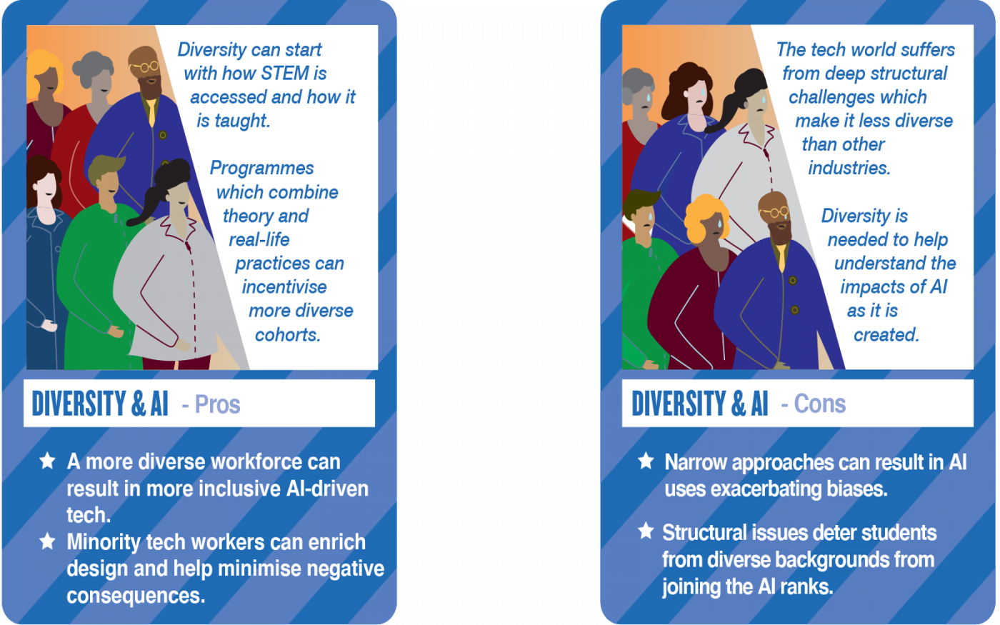 Diversity can start
with how STEM is
accessed and how it
is taught.
Programmes
which combine
theory and
real-life
practices can
incentivise
more diverse
cohorts.
DIVERSITY & AI - Pros
A more diverse workforce can
result in more inclusive AI-driven
tech.
Minority tech workers can enrich
design and help minimise negative
consequences.
The tech world suffers
from deep structural
challenges which
make it less diverse
than other
industries.
Diversity is
needed to help
understand the
impacts of AI
as it is
created.
DIVERSITY & AI - Cons
Narrow approaches can result in AI
uses exacerbating biases.
Structural issues deter students
from diverse backgrounds from
joining the AI ranks.